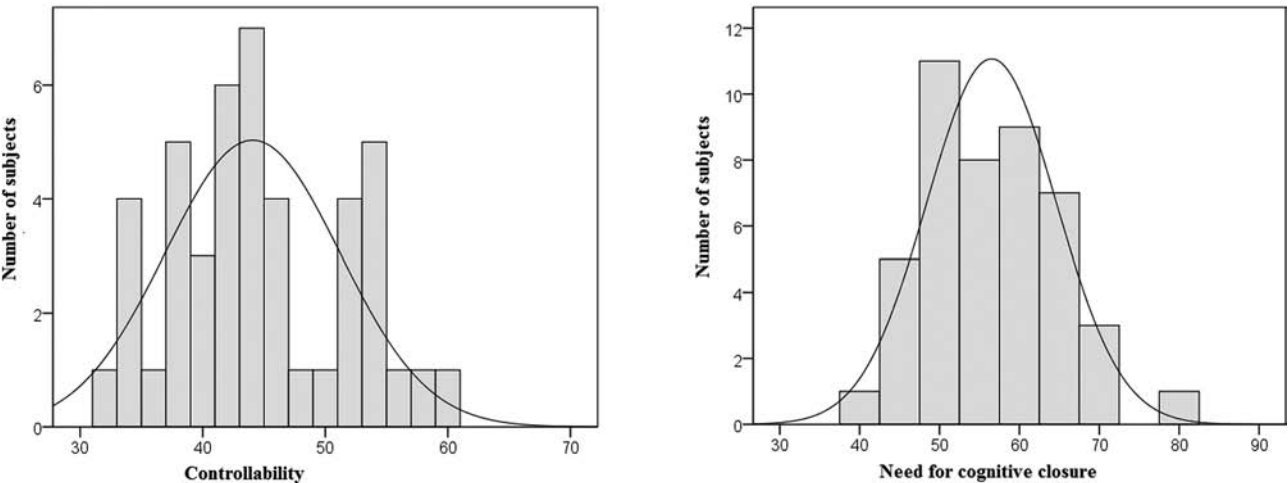 Number of subjects
6
4
2
0
30 40 50 60 70
Controllability
Number of subjects
12
10
8
6
4
2
0
30 40 50 60 70 80 90
Need for cognitive closure